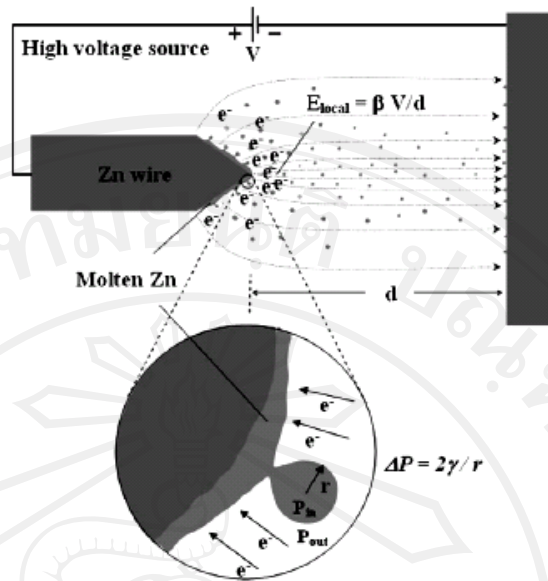 + −
V
High voltage source
E_local = β V/d
e⁻
e⁻
e⁻
e⁻
e⁻ e⁻
e⁻
e⁻ e⁻
e⁻
e⁻
e⁻
Zn wire
Molten Zn
d
e⁻
e⁻
ΔP = 2γ / r
r
P_in
P_out
e⁻
e⁻